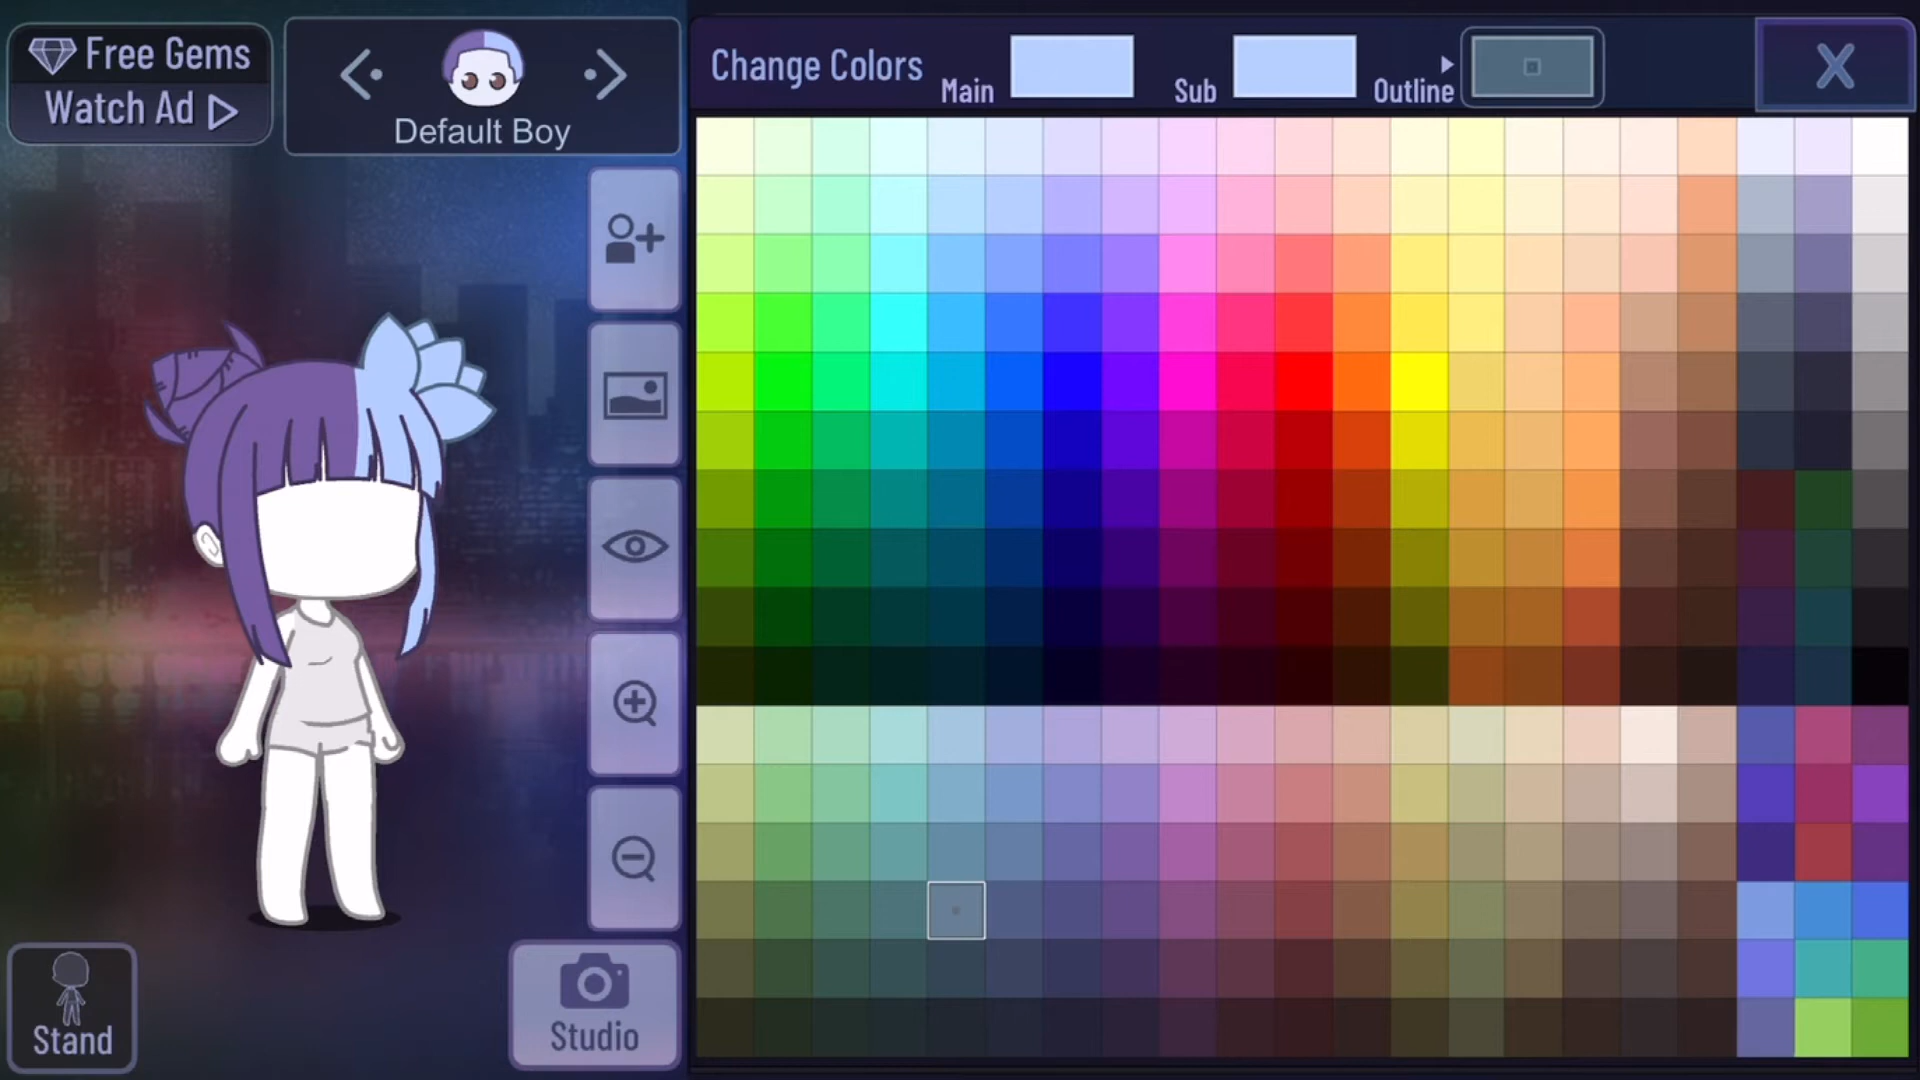 Free Gems
Watch Ad
Default Boy
Change Colors
Main
Sub
Outline
X
Stand
Studio